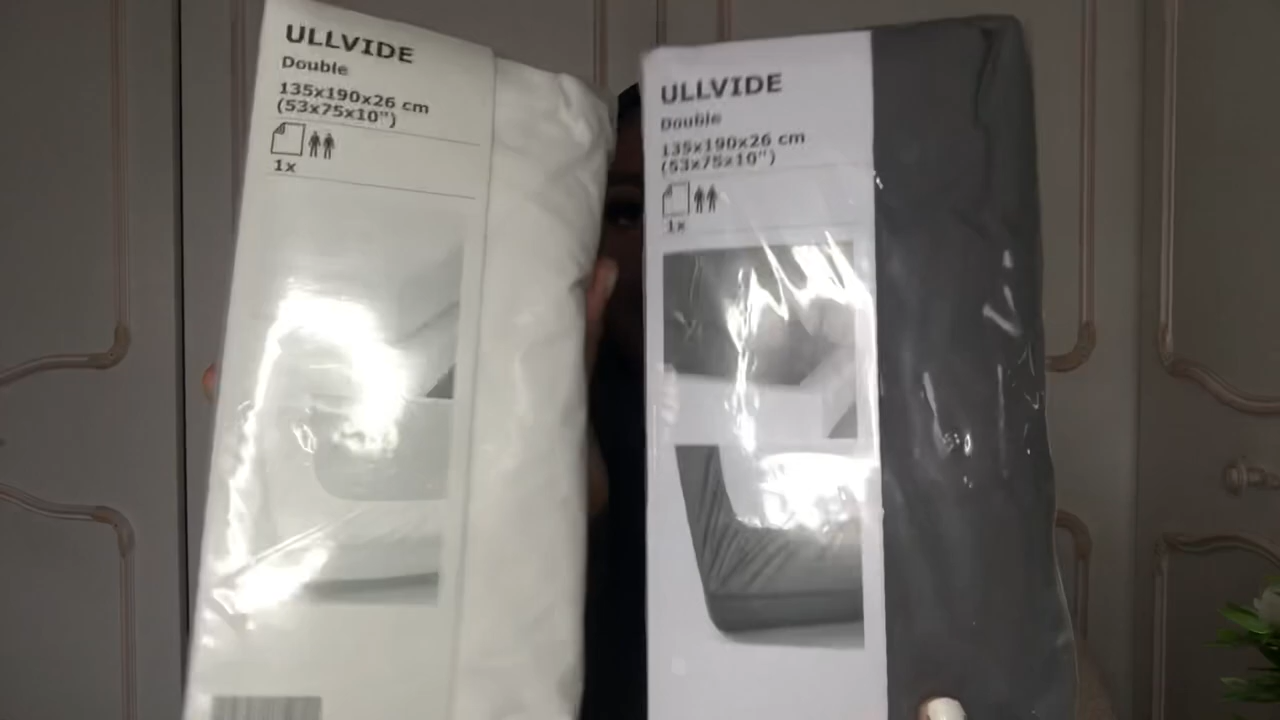 ULLVIDE
Double
135x190x26 cm
(53x75x10")
1x
ULLVIDE
Double
135x190x26 cm
(53x75x10")
1x